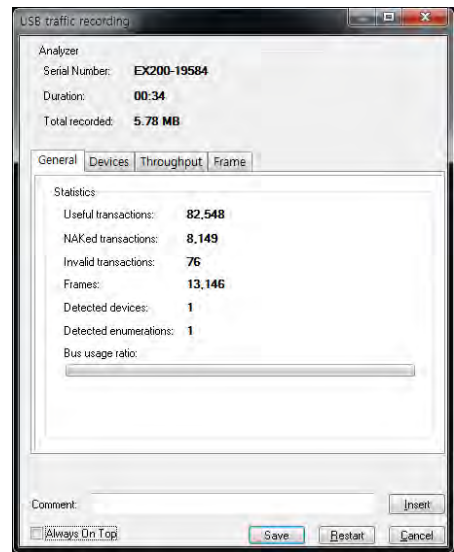 USB traffic recording
Analyzer
Serial Number: EX200-19584
Duration: 00:34
Total recorded: 5.78 MB
General Devices Throughput Frame
Statistics
Useful transactions: 82,548
NAKed transactions: 8,149
Invalid transactions: 76
Frames: 13,146
Detected devices: 1
Detected enumerations: 1
Bus usage ratio:
Comment: Insert
Always On Top Save Restart Cancel